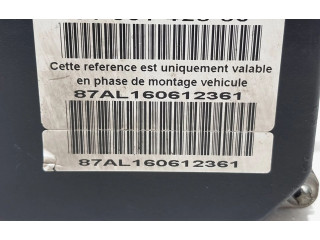 Cette reference est uniquement valable
en phase de montage vehicule
87AL160612361
87AL160612361